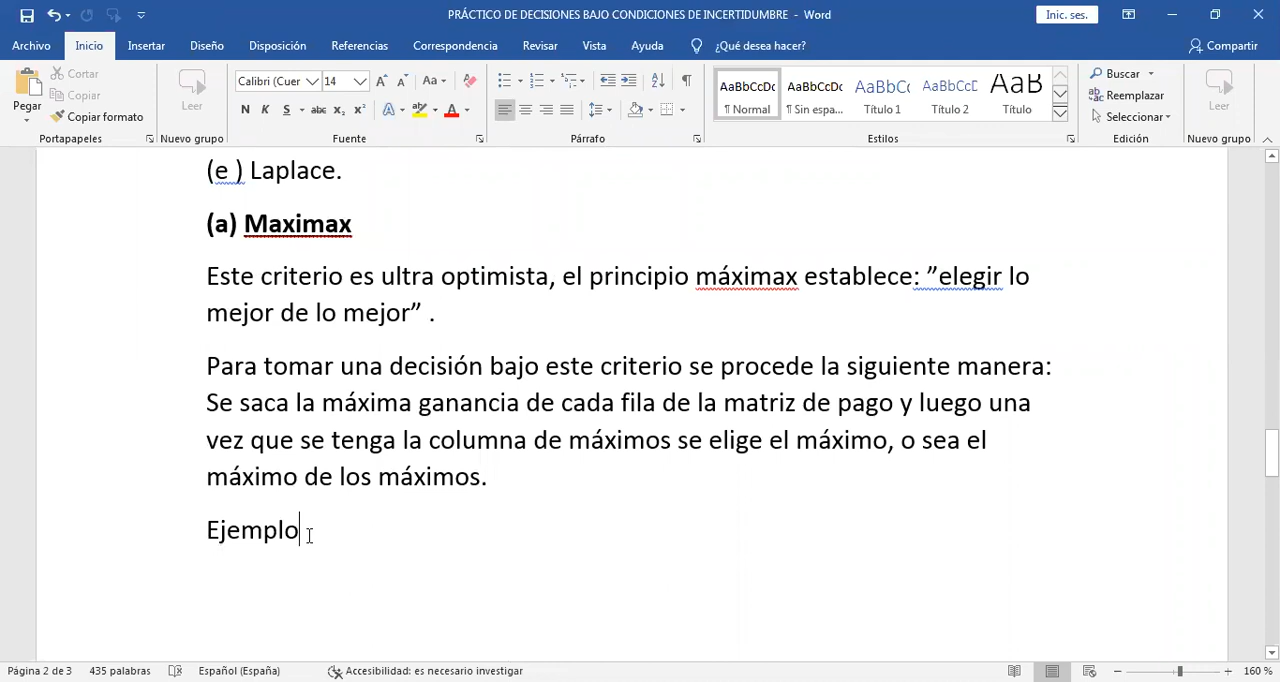 PRÁCTICO DE DECISIONES BAJO CONDICIONES DE INCERTIDUMBRE - Word
Inic. ses.
Archivo Inicio Insertar Diseño Disposición Referencias Correspondencia Revisar Vista Ayuda ¿Qué desea hacer? Compartir
Pegar
Cortar
Copiar
Copiar formato
Portapapeles
Leer
Nuevo grupo
Calibri (Cuer 14
N K S abc x₂ x²
Fuente
Párrafo
AaBbCcDc AaBbCcDc AaBbCc AaBbCcD AaB
¶ Normal ¶ Sin espa... Título 1 Título 2 Título
Estilos
Buscar
Reemplazar
Seleccionar
Edición
Leer
Nuevo grupo
(e ) Laplace.
(a) Maximax
Este criterio es ultra optimista, el principio máximax establece: ”elegir lo
mejor de lo mejor” .
Para tomar una decisión bajo este criterio se procede la siguiente manera:
Se saca la máxima ganancia de cada fila de la matriz de pago y luego una
vez que se tenga la columna de máximos se elige el máximo, o sea el
máximo de los máximos.
Ejemplo
Página 2 de 3 435 palabras Español (España) Accesibilidad: es necesario investigar 160 %